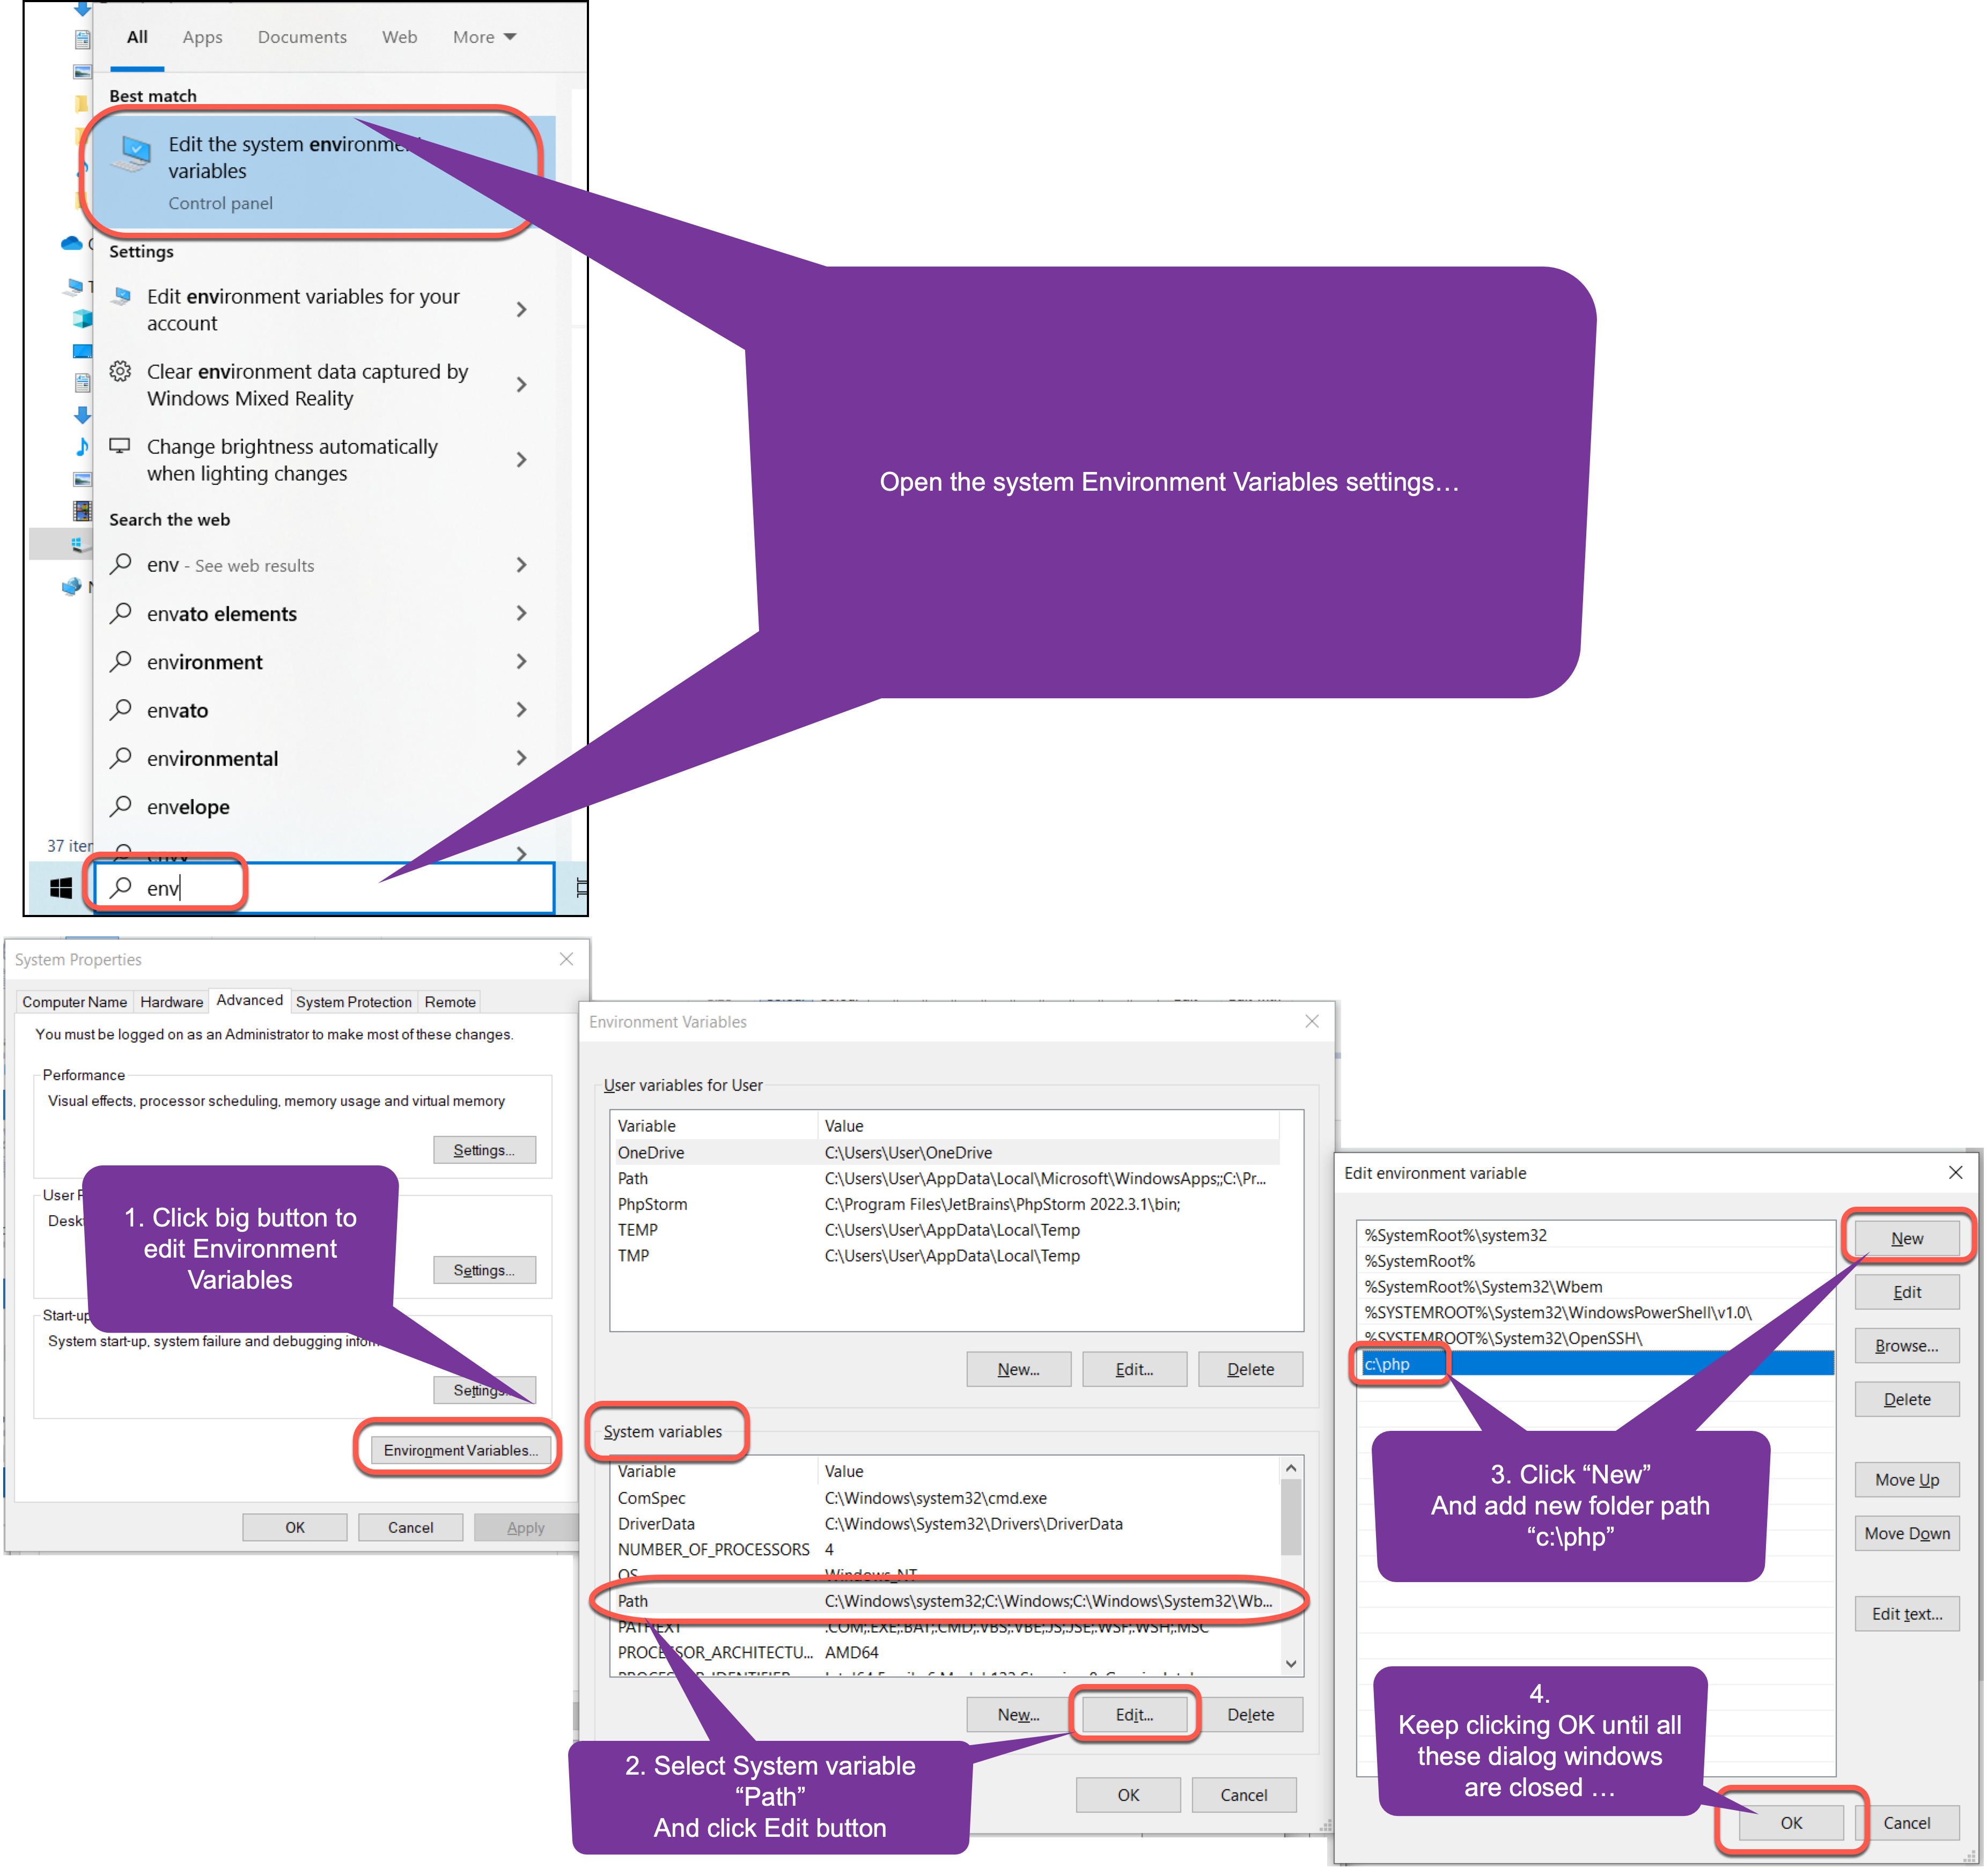 All Apps Documents Web More
Best match
Edit the system environment
variables
Control panel
Settings
Edit environment variables for your
account
Clear environment data captured by
Windows Mixed Reality
Change brightness automatically
when lighting changes
Search the web
env - See web results
envato elements
environment
envato
environmental
envelope
37 iter
env
Open the system Environment Variables settings…
System Properties
Computer Name Hardware Advanced System Protection Remote
You must be logged on as an Administrator to make most of these changes.
Performance
Visual effects, processor scheduling, memory usage and virtual memory
Settings...
User P
Desk
Settings...
Start-up
System start-up, system failure and debugging infor
Settings...
Environment Variables...
OK Cancel Apply
1. Click big button to
edit Environment
Variables
Environment Variables
User variables for User
Variable Value
OneDrive C:\Users\User\OneDrive
Path C:\Users\User\AppData\Local\Microsoft\WindowsApps;;C:\Pr...
PhpStorm C:\Program Files\JetBrains\PhpStorm 2022.3.1\bin;
TEMP C:\Users\User\AppData\Local\Temp
TMP C:\Users\User\AppData\Local\Temp
New... Edit... Delete
System variables
Variable Value
ComSpec C:\Windows\system32\cmd.exe
DriverData C:\Windows\System32\Drivers\DriverData
NUMBER_OF_PROCESSORS 4
OS Windows_NT
Path C:\Windows\system32;C:\Windows;C:\Windows\System32\Wb...
PATHEXT .COM;.EXE;.BAT;.CMD;.VBS;.VBE;.JS;.JSE;.WSF;.WSH;.MSC
PROCESSOR_ARCHITECTU... AMD64
New... Edit... Delete
OK Cancel
2. Select System variable
“Path”
And click Edit button
Edit environment variable
%SystemRoot%\system32
%SystemRoot%
%SystemRoot%\System32\Wbem
%SYSTEMROOT%\System32\WindowsPowerShell\v1.0\
%SYSTEMROOT%\System32\OpenSSH\
c:\php
New
Edit
Browse...
Delete
Move Up
Move Down
Edit text...
OK Cancel
3. Click “New”
And add new folder path
“c:\php”
4.
Keep clicking OK until all
these dialog windows
are closed …